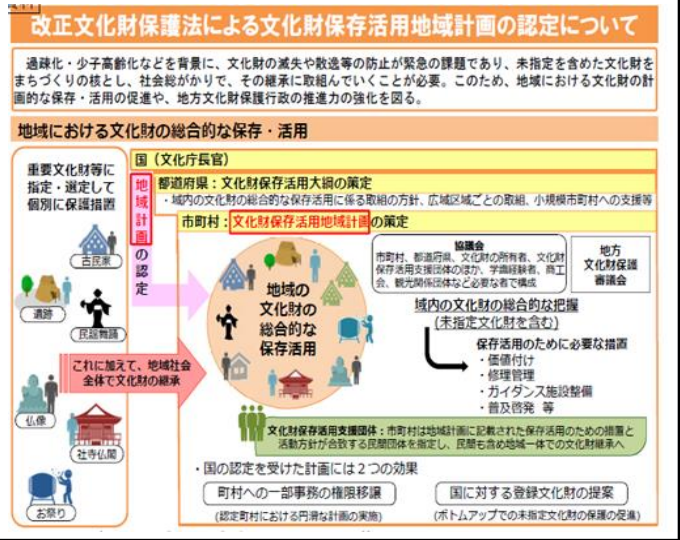 改正文化財保護法による文化財保存活用地域計画の認定について
過疎化・少子高齢化などを背景に、文化財の滅失や散逸等の防止が緊急の課題であり、未指定を含めた文化財を
まちづくりの核とし、社会総がかりで、その継承に取組んでいくことが必要。このため、地域における文化財の計
画的な保存・活用の促進や、地方文化財保護行政の推進力の強化を図る。
地域における文化財の総合的な保存・活用
重要文化財等に
指定・選定して
個別に保護措置
古民家
遺跡
民謡舞踊
これに加えて、地域社会
全体で文化財の継承
仏像
社寺仏閣
お祭り
国（文化庁長官）
地域計画の認定
都道府県：文化財保存活用大綱の策定
・域内の文化財の総合的な保存活用に係る取組の方針、広域区域ごとの取組、小規模市町村への支援等
市町村：文化財保存活用地域計画の策定
地域の
文化財の
総合的な
保存活用
協議会
市町村、都道府県、文化財の所有者、文化財
保存活用支援団体のほか、学識経験者、商工
会、観光関係団体など必要な者で構成
地方
文化財保護
審議会
域内の文化財の総合的な把握
(未指定文化財を含む)
保存活用のために必要な措置
・価値付け
・修理管理
・ガイダンス施設整備
・普及啓発 等
文化財保存活用支援団体：市町村は地域計画に記載された保存活用のための措置と
活動方針が合致する民間団体を指定し、民間も含め地域一体での文化財継承へ
・国の認定を受けた計画には２つの効果
町村への一部事務の権限移譲
(認定町村における円滑な計画の実施)
国に対する登録文化財の提案
(ボトムアップでの未指定文化財の保護の促進)